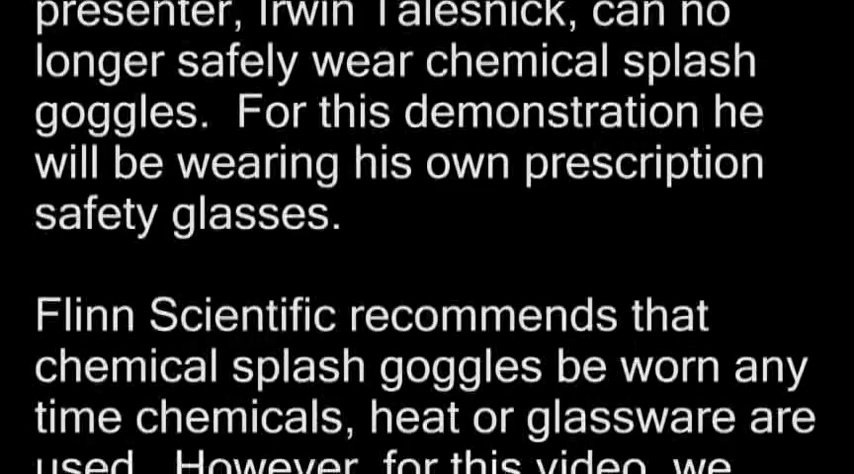 presenter, Irwin Talesnick, can no
longer safely wear chemical splash
goggles. For this demonstration he
will be wearing his own prescription
safety glasses.
Flinn Scientific recommends that
chemical splash goggles be worn any
time chemicals, heat or glassware are
used. However, for this video, we